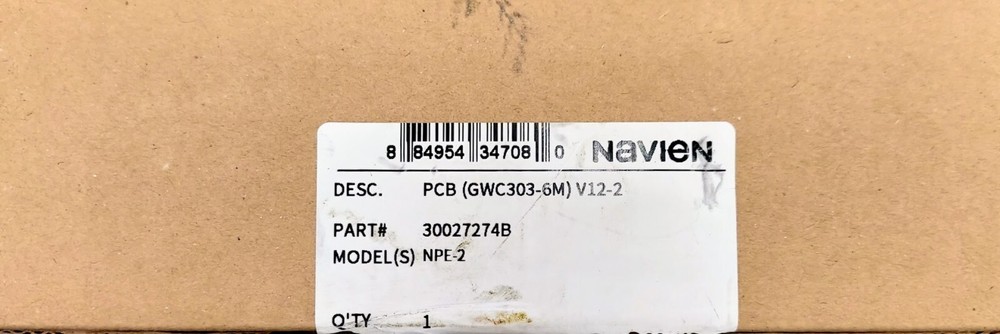 8 84954 34708 0 NAVIEN
DESC. PCB (GWC303-6M) V12-2
PART# 30027274B
MODEL(S) NPE-2
Q'TY 1